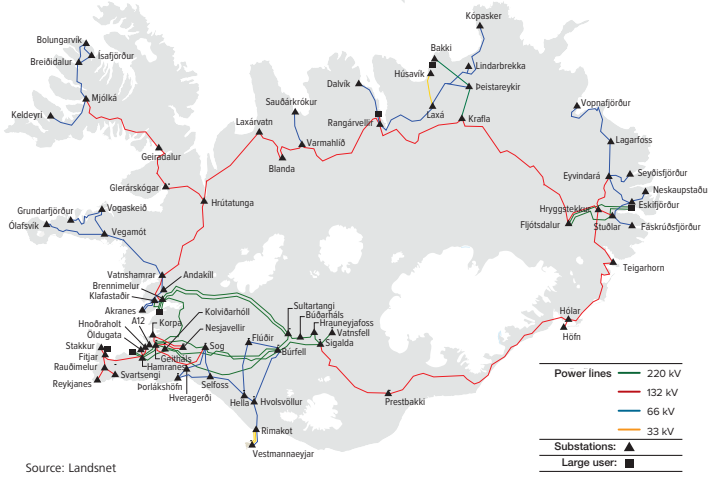 Kópasker
Bolungarvík
Ísafjörður
Breiðidalur
Bakki
Lindarbrekka
Húsavík
Dalvík
Þeistareykir
Mjólká
Sauðárkrókur
Vopnafjörður
Keldeyri
Laxárvatn
Rangárvellir
Laxá
Krafla
Varmahlíð
Lagarfoss
Geiradalur
Blanda
Eyvindará
Seyðisfjörður
Glerárskógar
Neskaupstaðu
Hrútatunga
Grundarfjörður
Vogaskeið
Hryggstekkur
Eskifjörður
Ólafsvík
Vegamót
Fljótsdalur
Stuðlar
Fáskrúðsfjörður
Teigarhorn
Vatnshamrar
Andakíll
Brennimelur
Klafastaðir
Akranes
Sultartangi
Búðarháls
Hrauneyjafoss
Vatnsfell
Sigalda
Hólar
Höfn
A12
Korpa
Kolviðarhóll
Hnoðraholt
Nesjavellir
Öldugata
Stakkur
Fitjar
Geitháls
Hamranes
Sog
Flúðir
Búrfell
Rauðimelur
Svartsengi
Reykjanes
Þorlákshöfn
Hveragerði
Selfoss
Hella
Hvolsvöllur
Prestbakki
Rimakot
Vestmannaeyjar
Power lines
220 kV
132 kV
66 kV
33 kV
Substations:
Large user:
Source: Landsnet